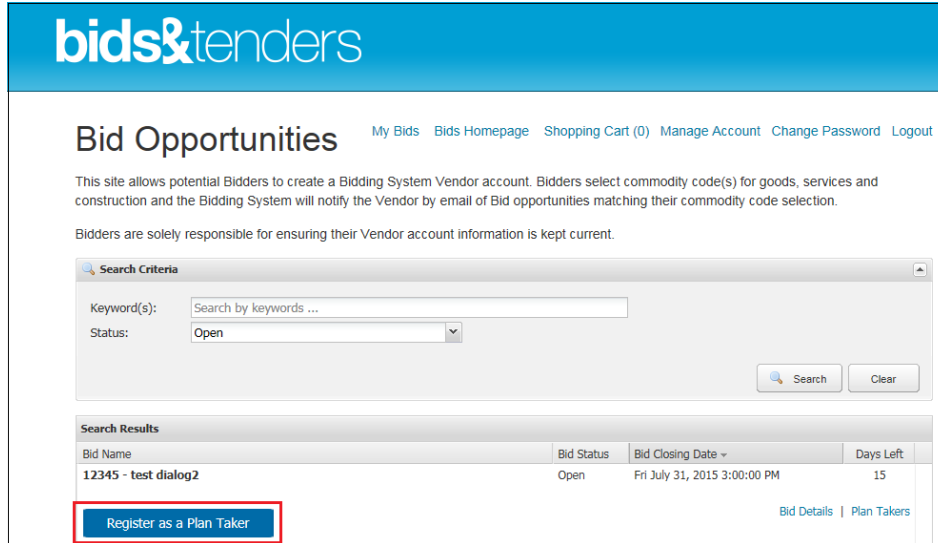 bids&tenders
Bid Opportunities
My Bids Bids Homepage Shopping Cart (0) Manage Account Change Password Logout
This site allows potential Bidders to create a Bidding System Vendor account. Bidders select commodity code(s) for goods, services and
construction and the Bidding System will notify the Vendor by email of Bid opportunities matching their commodity code selection.
Bidders are solely responsible for ensuring their Vendor account information is kept current.
Search Criteria
Keyword(s): Search by keywords ...
Status: Open
Search Clear
Search Results
Bid Name Bid Status Bid Closing Date Days Left
12345 - test dialog2 Open Fri July 31, 2015 3:00:00 PM 15
Register as a Plan Taker Bid Details | Plan Takers